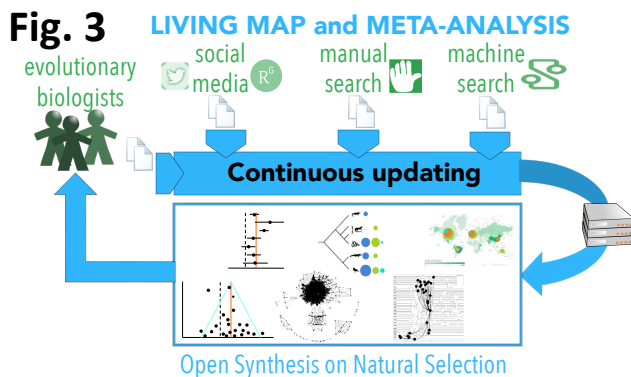 Fig. 3
LIVING MAP and META-ANALYSIS
evolutionary
biologists
social
media
R^G
manual
search
machine
search
Continuous updating
Open Synthesis on Natural Selection